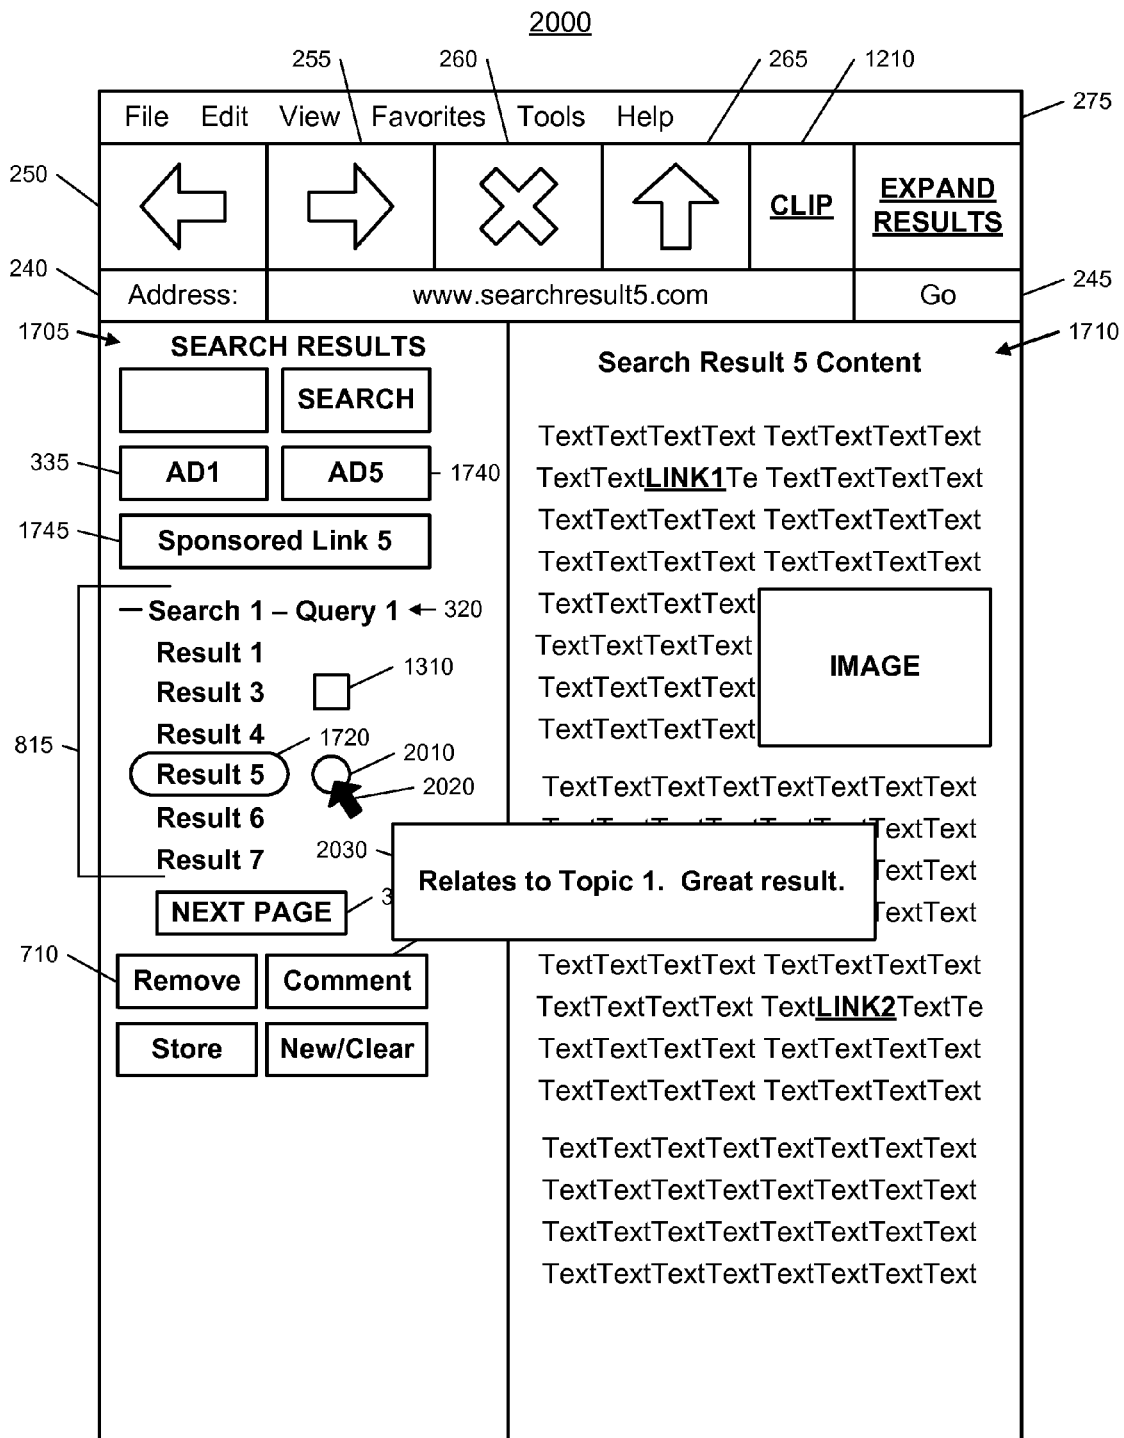 2000
255 260 265 1210
File Edit View Favorites Tools Help 275
250 CLIP EXPAND RESULTS
240 Address: www.searchresult5.com Go 245
1705 SEARCH RESULTS
SEARCH
335 AD1 AD5 1740
1745 Sponsored Link 5
– Search 1 – Query 1 320
Result 1
Result 3 1310
Result 4
815 1720
Result 5 2010
2020
Result 6
Result 7
2030 Relates to Topic 1. Great result.
NEXT PAGE 3
710 Remove Comment
Store New/Clear
1710
Search Result 5 Content
TextTextTextText TextTextTextText
TextTextLINK1Te TextTextTextText
TextTextTextText TextTextTextText
TextTextTextText TextTextTextText
TextTextTextText
TextTextTextText
TextTextTextText
TextTextTextText
IMAGE
TextTextTextTextTextTextTextText
TextText
TextText
TextText
TextTextTextText TextTextTextText
TextTextTextText TextLINK2TextTe
TextTextTextText TextTextTextText
TextTextTextText TextTextTextText
TextTextTextTextTextTextTextText
TextTextTextTextTextTextTextText
TextTextTextTextTextTextTextText
TextTextTextTextTextTextTextText